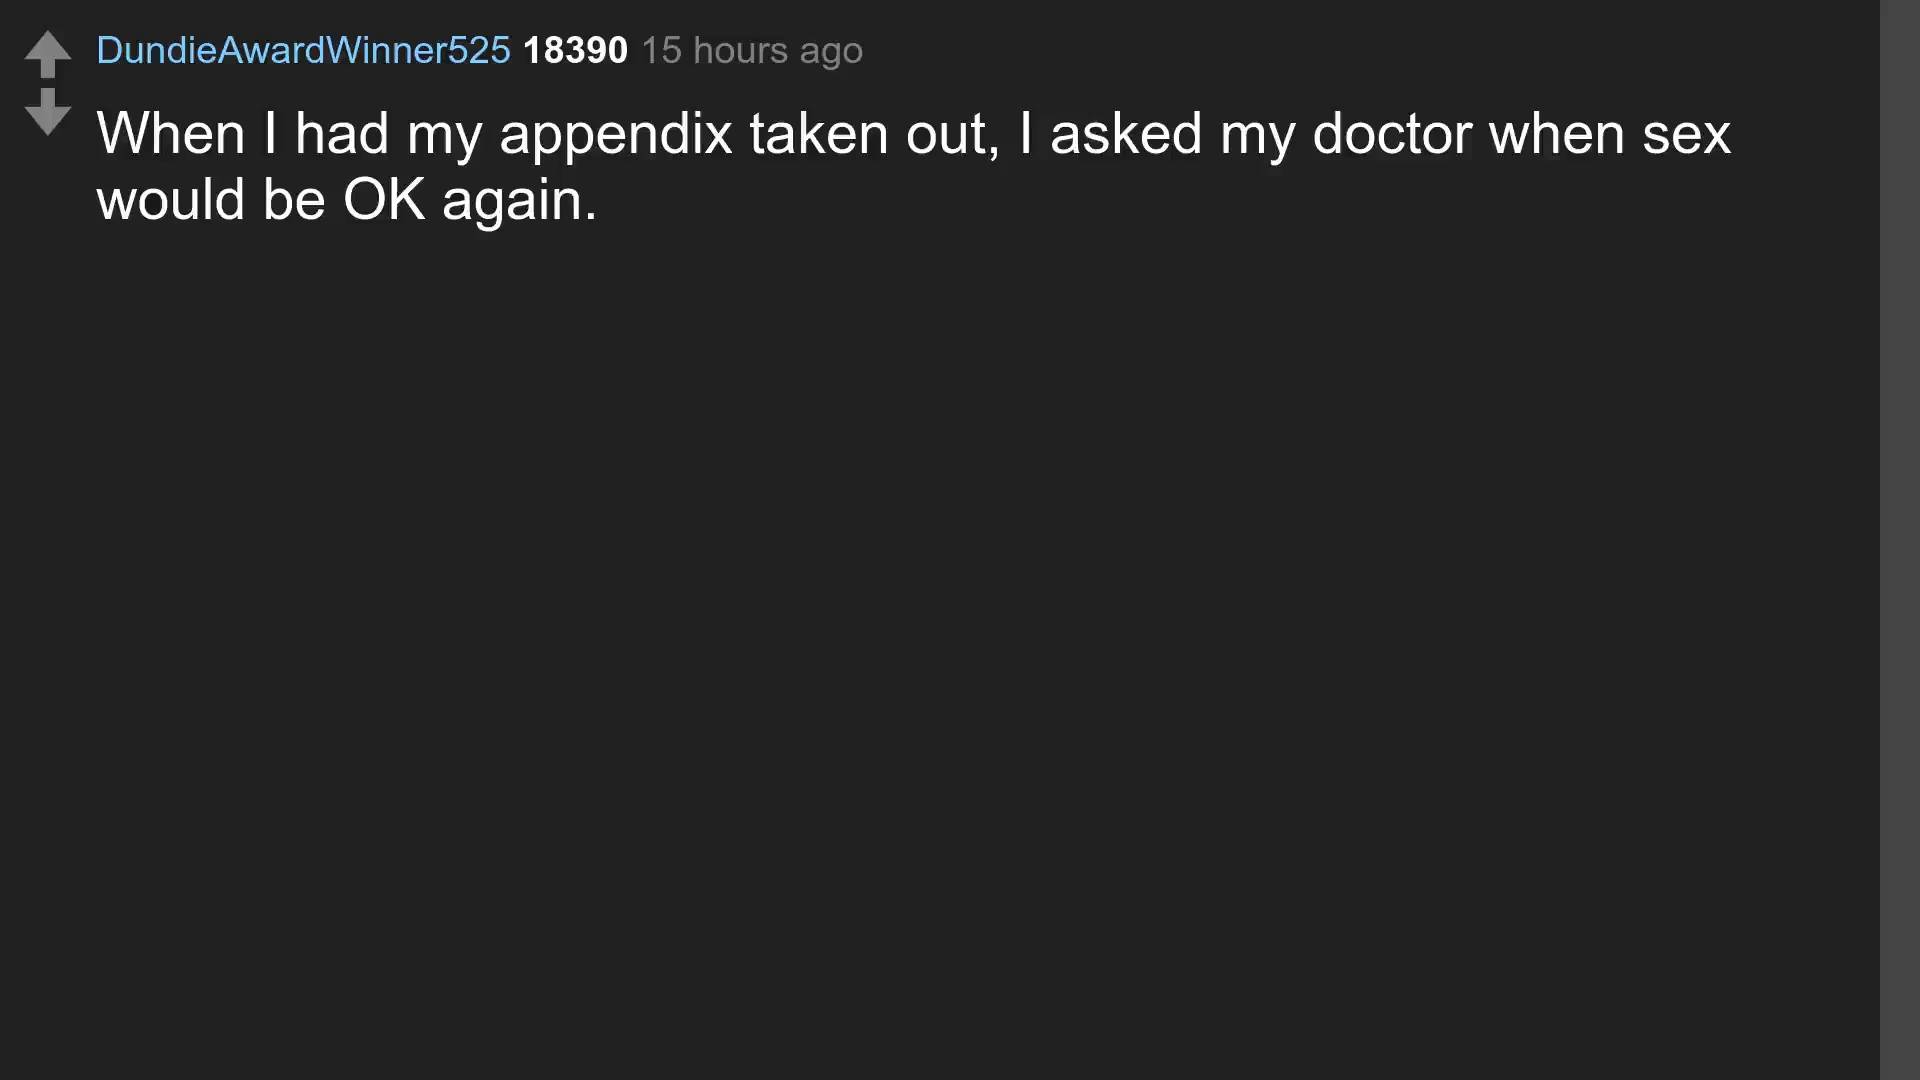 DundieAwardWinner525 18390 15 hours ago
When I had my appendix taken out, I asked my doctor when sex
would be OK again.